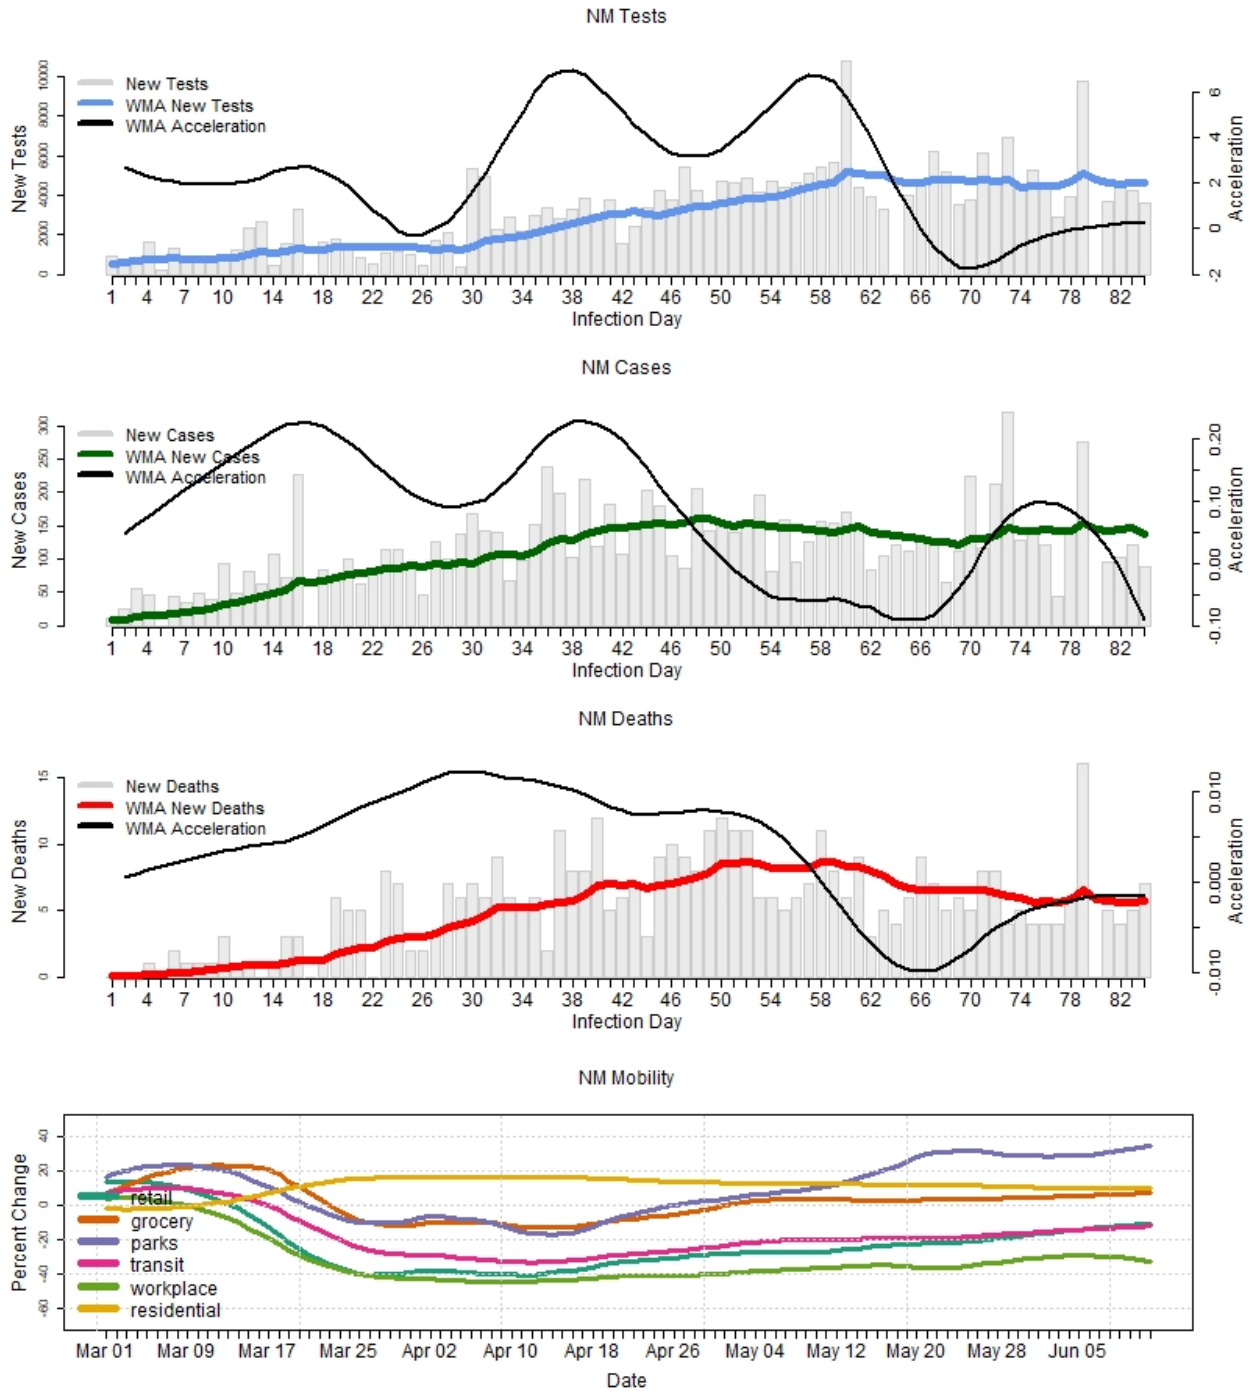 NM Tests
New Tests
WMA New Tests
WMA Acceleration
0 2000 4000 6000 8000 10000
New Tests
-2 0 2 4 6
Acceleration
1 4 7 10 14 18 22 26 30 34 38 42 46 50 54 58 62 66 70 74 78 82
Infection Day
NM Cases
New Cases
WMA New Cases
WMA Acceleration
0 50 100 150 200 250 300
New Cases
-0.10 0.00 0.10 0.20
Acceleration
1 4 7 10 14 18 22 26 30 34 38 42 46 50 54 58 62 66 70 74 78 82
Infection Day
NM Deaths
New Deaths
WMA New Deaths
WMA Acceleration
0 5 10 15
New Deaths
-0.010 0.000 0.010
Acceleration
1 4 7 10 14 18 22 26 30 34 38 42 46 50 54 58 62 66 70 74 78 82
Infection Day
NM Mobility
retail
grocery
parks
transit
workplace
residential
-60 -40 -20 0 20 40
Percent Change
Mar 01 Mar 09 Mar 17 Mar 25 Apr 02 Apr 10 Apr 18 Apr 26 May 04 May 12 May 20 May 28 Jun 05
Date